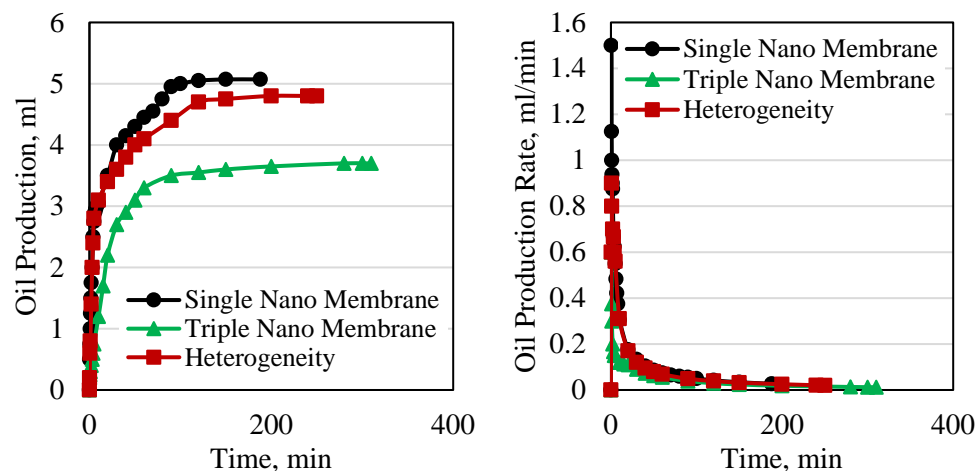 6
5
4
3
2
1
0
Oil Production, ml
Single Nano Membrane
Triple Nano Membrane
Heterogeneity
0
200
400
Time, min
1.6
1.4
1.2
1
0.8
0.6
0.4
0.2
0
Oil Production Rate, ml/min
Single Nano Membrane
Triple Nano Membrane
Heterogeneity
0
200
400
Time, min